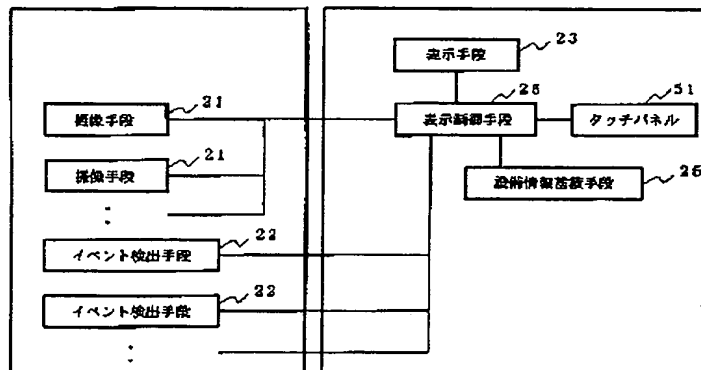 撮像手段
21
撮像手段
21
イベント検出手段
22
イベント検出手段
22
表示手段
23
表示制御手段
25
タッチパネル
51
設備情報蓄積手段
26